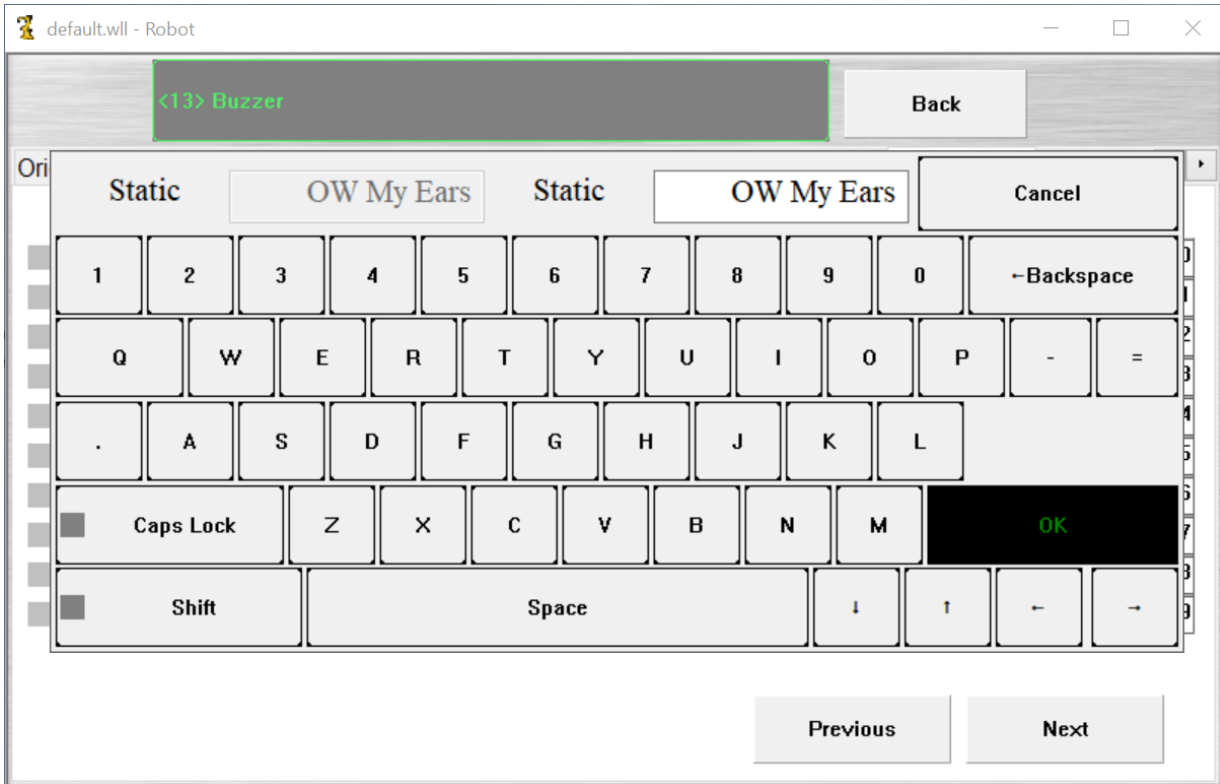 default.wll - Robot
<13> Buzzer
Back
Ori
Static OW My Ears Static OW My Ears Cancel
1 2 3 4 5 6 7 8 9 0 ←Backspace
Q W E R T Y U I O P - =
. A S D F G H J K L
Caps Lock Z X C V B N M OK
Shift Space ↓ ↑ ← →
Previous Next